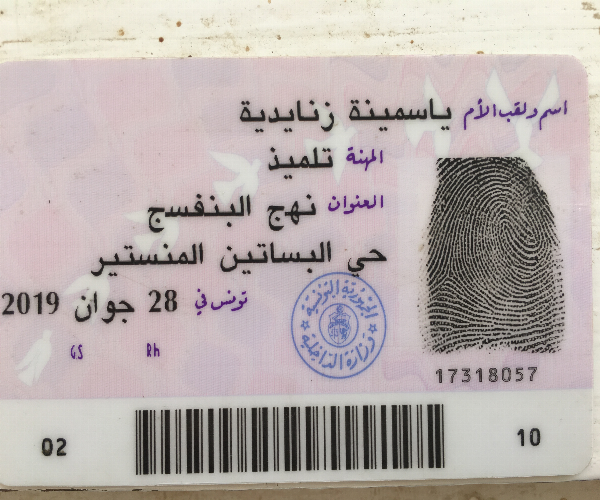 اسم ولقب الأم ياسمينة زنايدية
المهنة تلميذ
العنوان نهج البنفسج
حي البساتين المنستير
تونس في 28 جوان 2019
الجمهورية التونسية
وزارة الداخلية
GS Rh
17318057
02 10